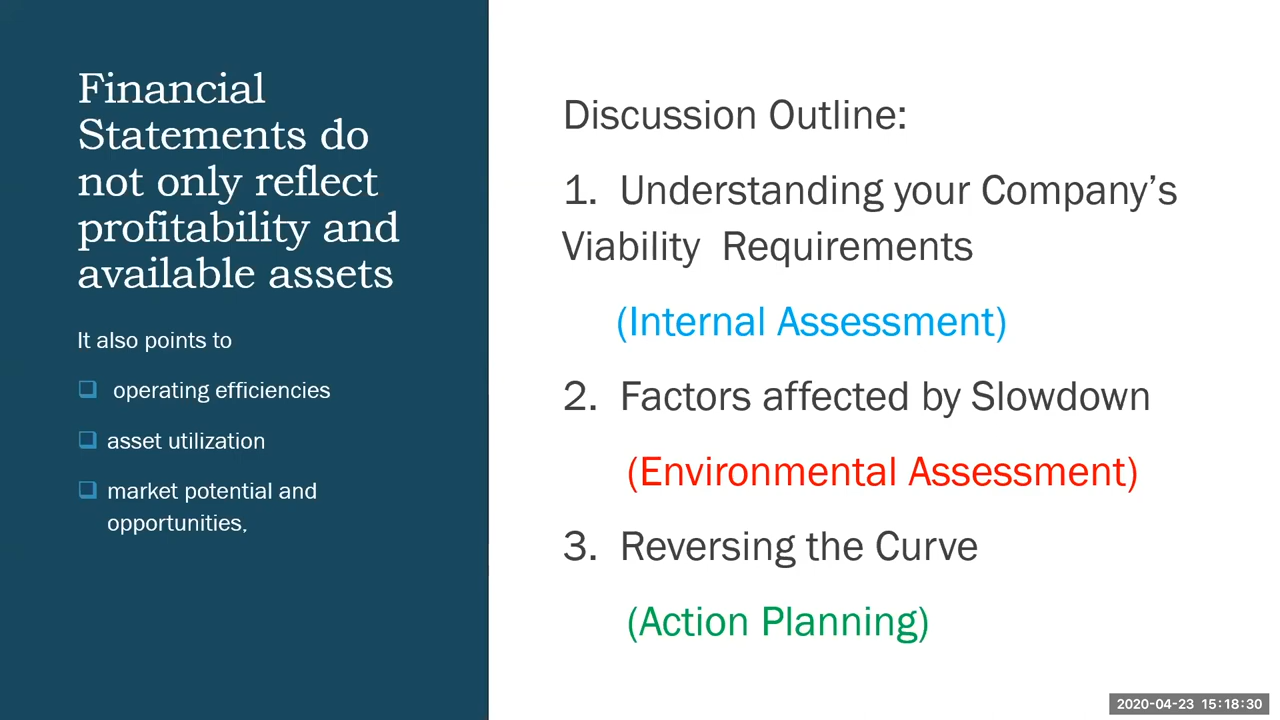 Financial
Statements do
not only reflect
profitability and
available assets
It also points to
❑ operating efficiencies
❑ asset utilization
❑ market potential and
opportunities,
Discussion Outline:
1. Understanding your Company’s
Viability Requirements
(Internal Assessment)
2. Factors affected by Slowdown
(Environmental Assessment)
3. Reversing the Curve
(Action Planning)
2020-04-23 15:18:30